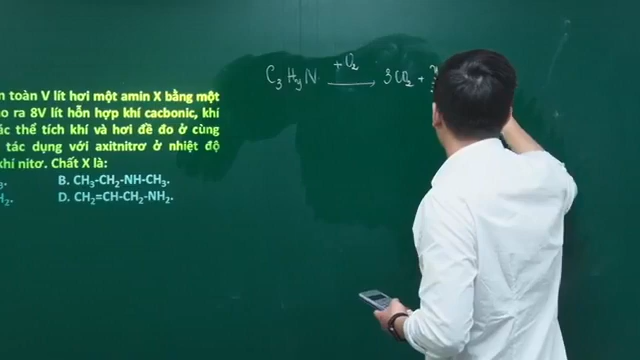 C₃HyN + O₂ → 3CO₂ +
n toàn V lít hơi một amin X bằng một
o ra 8V lít hỗn hợp khí cacbonic, khí
ác thể tích khí và hơi đề đo ở cùng
tác dụng với axitnitrơ ở nhiệt độ
khí nitơ. Chất X là:
B. CH₃-CH₂-NH-CH₃.
D. CH₂=CH-CH₂-NH₂.